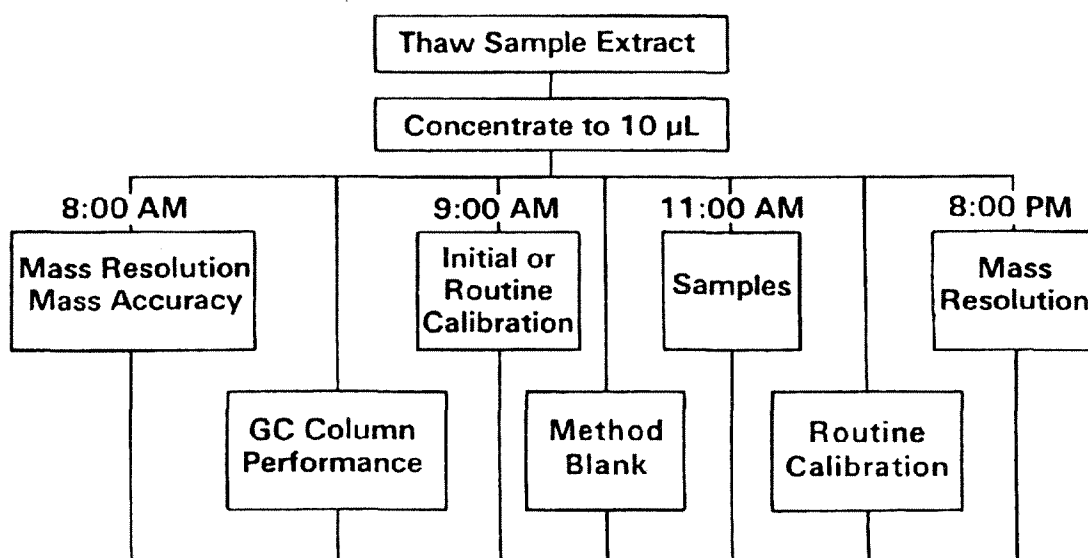 Thaw Sample Extract
Concentrate to 10 µL
8:00 AM
9:00 AM
11:00 AM
8:00 PM
Mass Resolution
Mass Accuracy
Initial or
Routine
Calibration
Samples
Mass
Resolution
GC Column
Performance
Method
Blank
Routine
Calibration